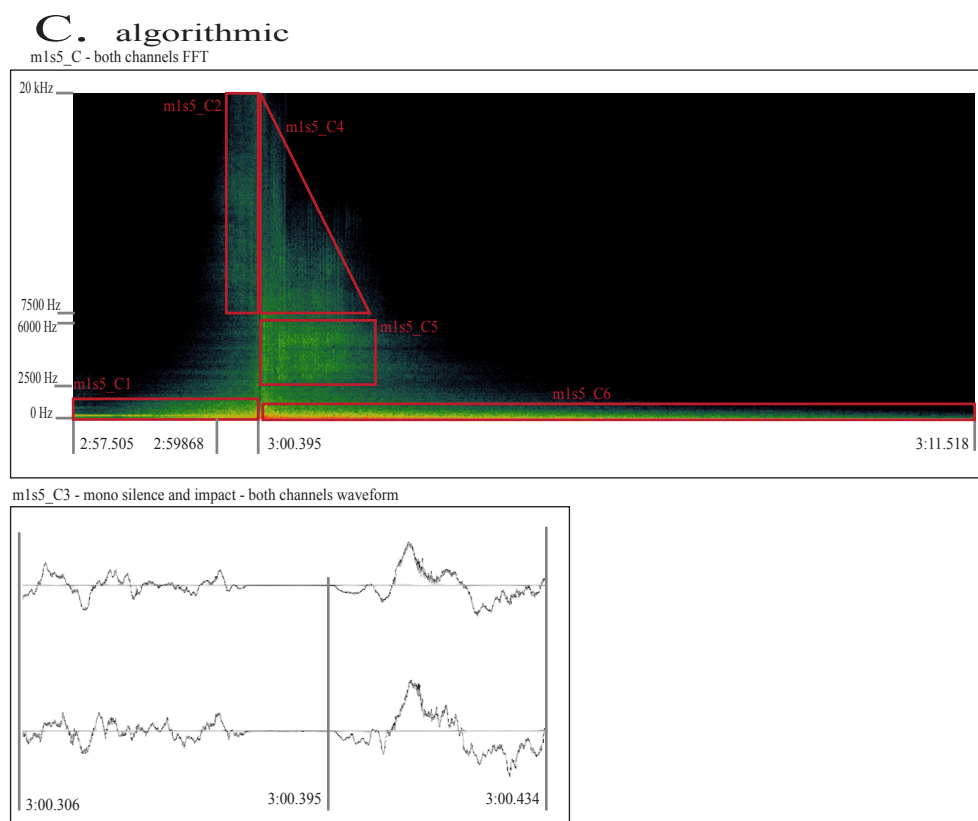 C. algorithmic
m1s5_C - both channels FFT
20 kHz
m1s5_C2
m1s5_C4
7500 Hz
6000 Hz
m1s5_C5
2500 Hz
m1s5_C1
m1s5_C6
0 Hz
2:57.505 2:59868 3:00.395 3:11.518
m1s5_C3 - mono silence and impact - both channels waveform
3:00.306 3:00.395 3:00.434